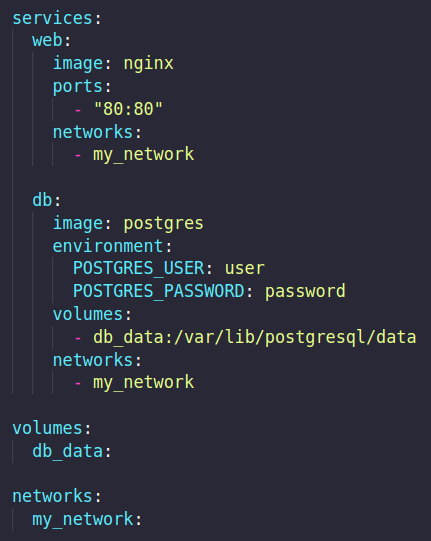 services:
  web:
    image: nginx
    ports:
      - "80:80"
    networks:
      - my_network

  db:
    image: postgres
    environment:
      POSTGRES_USER: user
      POSTGRES_PASSWORD: password
    volumes:
      - db_data:/var/lib/postgresql/data
    networks:
      - my_network

volumes:
  db_data:

networks:
  my_network: